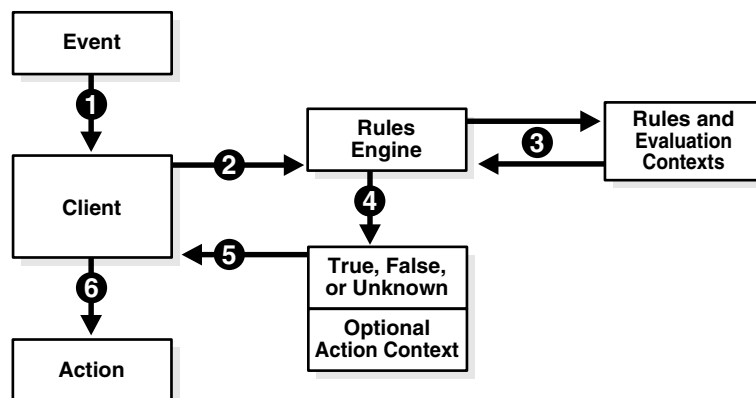 Event
1
Client
2
Rules
Engine
3
Rules and
Evaluation
Contexts
4
5
True, False,
or Unknown
Optional
Action Context
6
Action